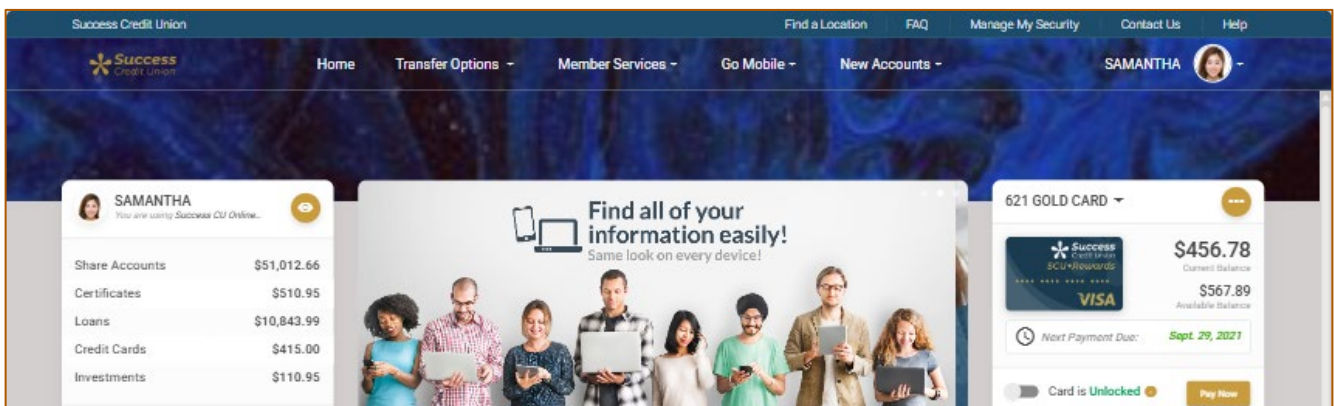 Success Credit Union
Find a Location FAQ Manage My Security Contact Us Help
Success
Credit Union
Home Transfer Options Member Services Go Mobile New Accounts
SAMANTHA
SAMANTHA
You are using Success CU Online.
Share Accounts $51,012.66
Certificates $510.95
Loans $10,843.99
Credit Cards $415.00
Investments $110.95
Find all of your
information easily!
Same look on every device!
621 GOLD CARD
Success
Credit Union
SCU+Rewards
VISA
$456.78
Current Balance
$567.89
Available Balance
Next Payment Due: Sept. 29, 2021
Card is Unlocked
Pay Now